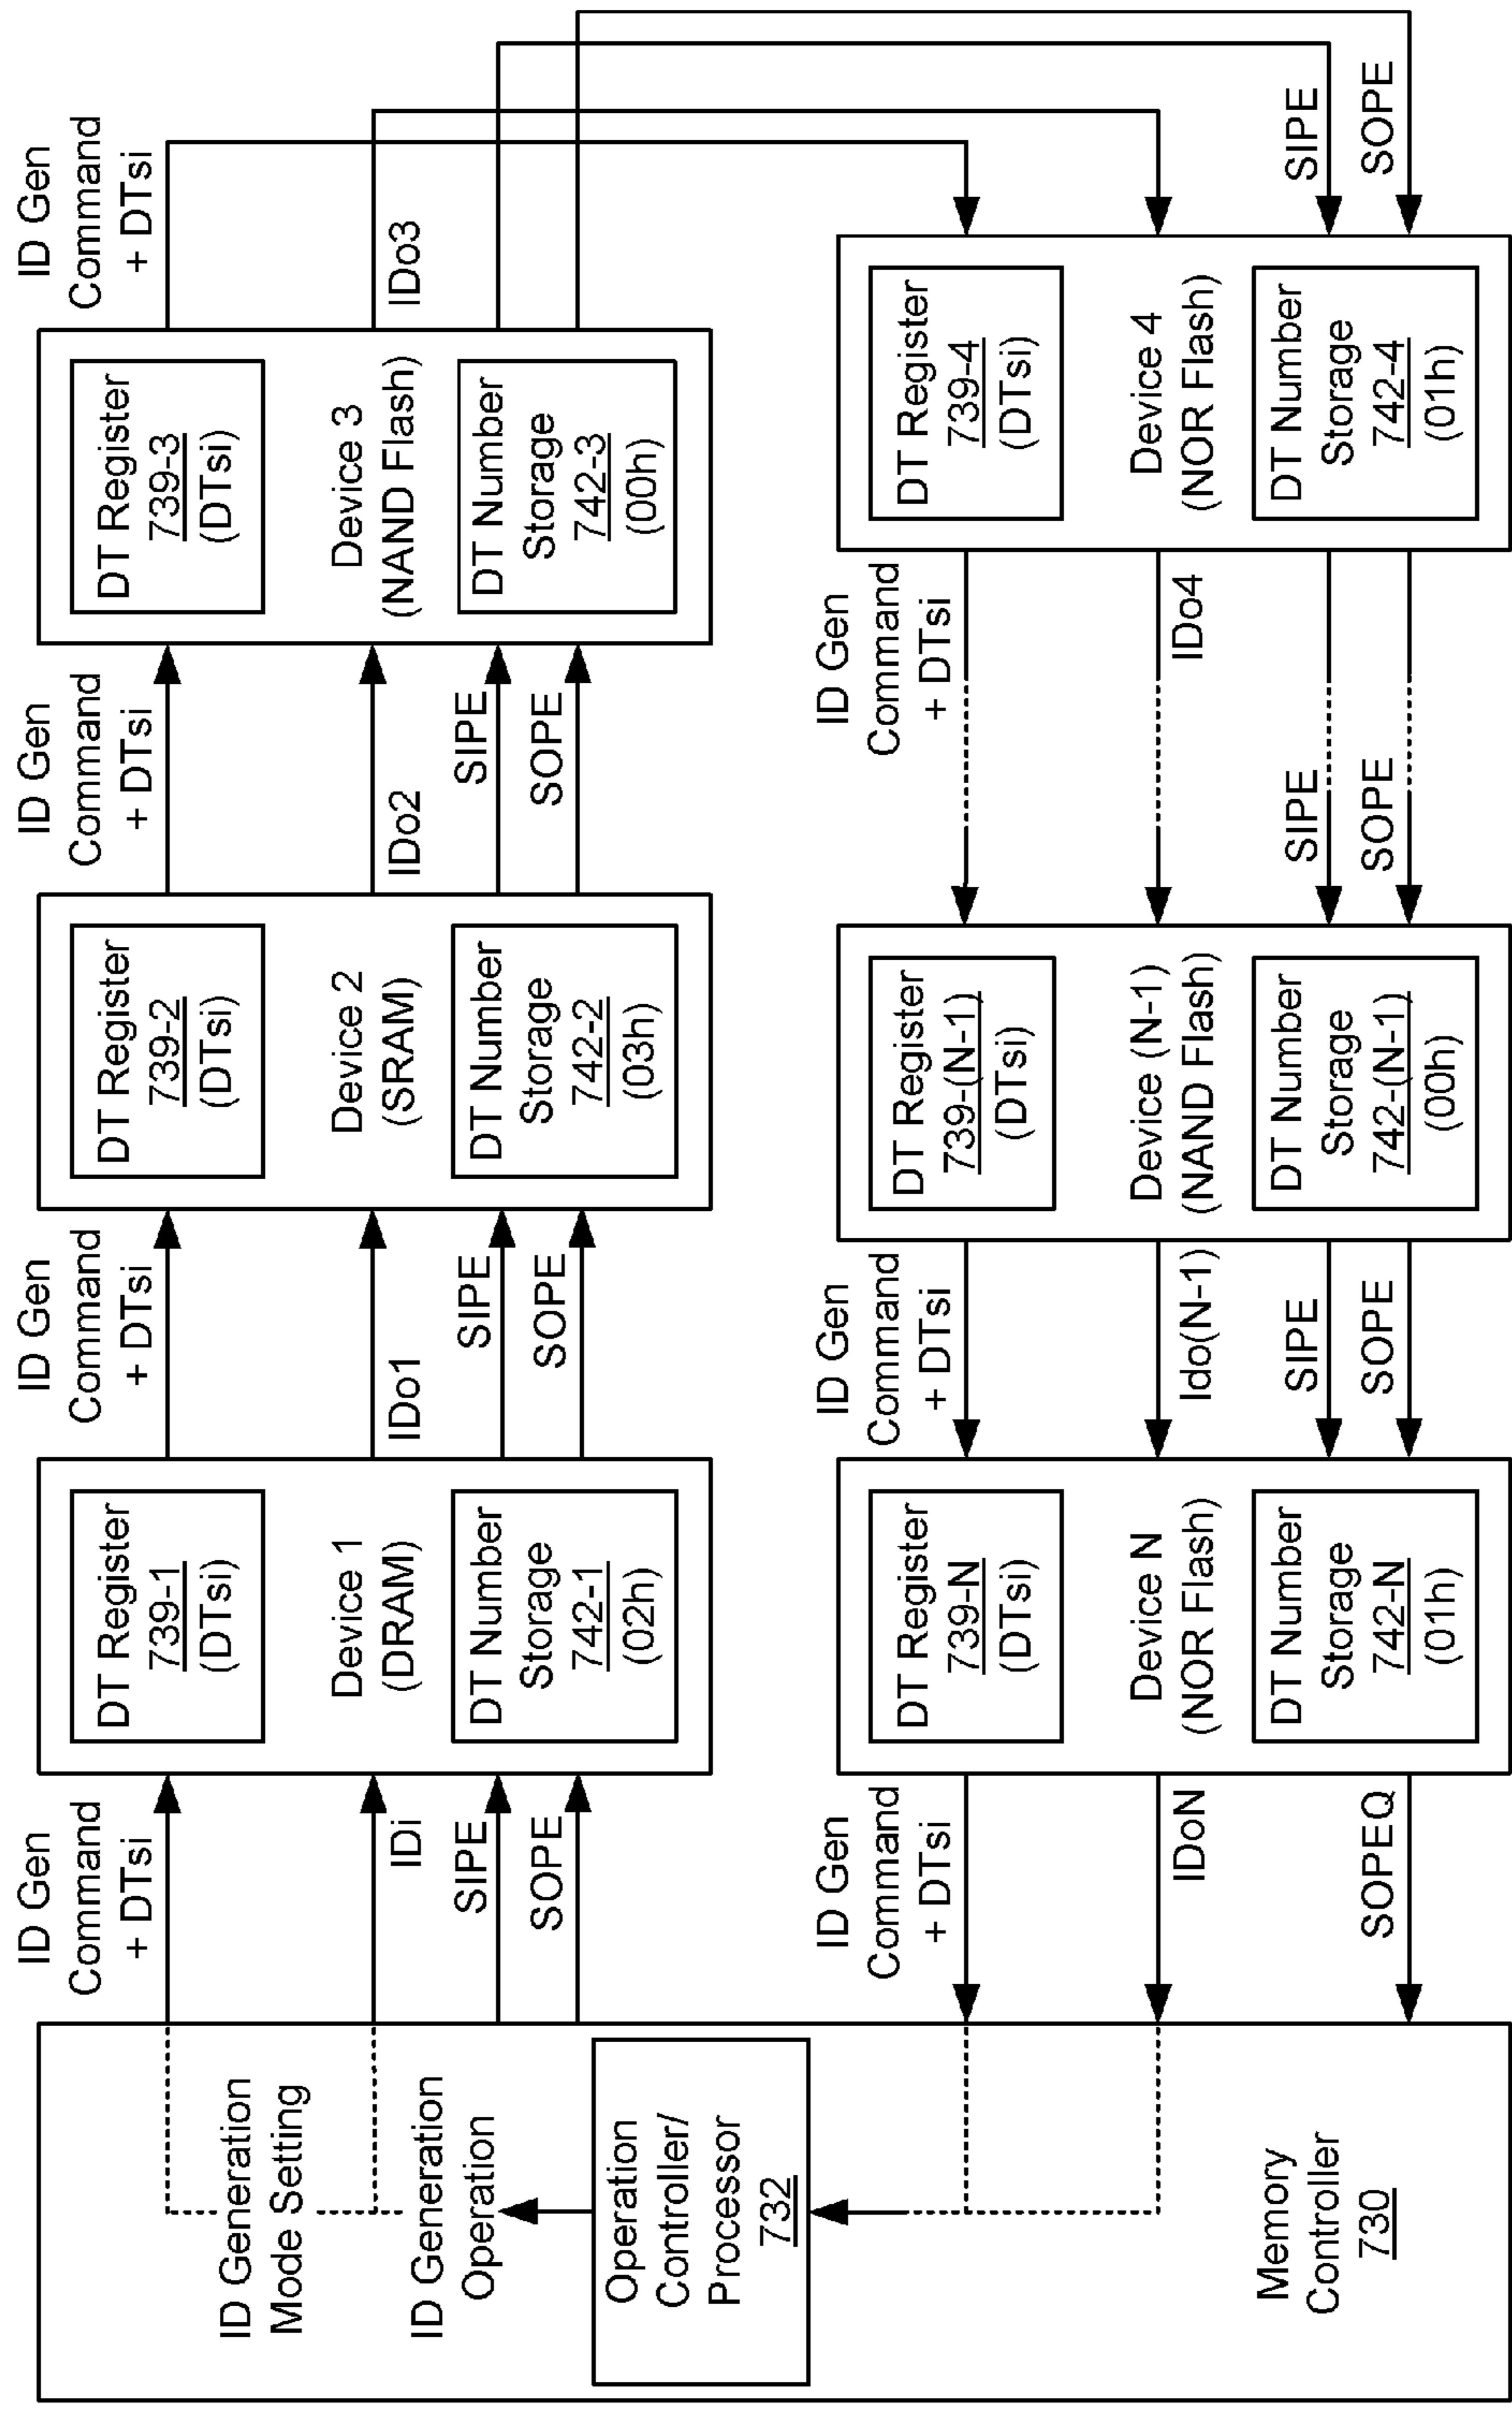 ID Generation
Mode Setting
ID Generation
Operation
Operation
Controller/
Processor
732
Memory
Controller
730
ID Gen
Command
+ DTsi
IDi
SIPE
SOPE
DT Register
739-1
(DTsi)
Device 1
(DRAM)
DT Number
Storage
742-1
(02h)
ID Gen
Command
+ DTsi
IDo1
SIPE
SOPE
DT Register
739-2
(DTsi)
Device 2
(SRAM)
DT Number
Storage
742-2
(03h)
ID Gen
Command
+ DTsi
IDo2
SIPE
SOPE
DT Register
739-3
(DTsi)
Device 3
(NAND Flash)
DT Number
Storage
742-3
(00h)
ID Gen
Command
+ DTsi
IDo3
SIPE
SOPE
DT Register
739-4
(DTsi)
Device 4
(NOR Flash)
DT Number
Storage
742-4
(01h)
ID Gen
Command
+ DTsi
IDo4
SIPE
SOPE
DT Register
739-(N-1)
(DTsi)
Device (N-1)
(NAND Flash)
DT Number
Storage
742-(N-1)
(00h)
ID Gen
Command
+ DTsi
Ido(N-1)
SIPE
SOPE
DT Register
739-N
(DTsi)
Device N
(NOR Flash)
DT Number
Storage
742-N
(01h)
ID Gen
Command
+ DTsi
IDoN
SOPEQ